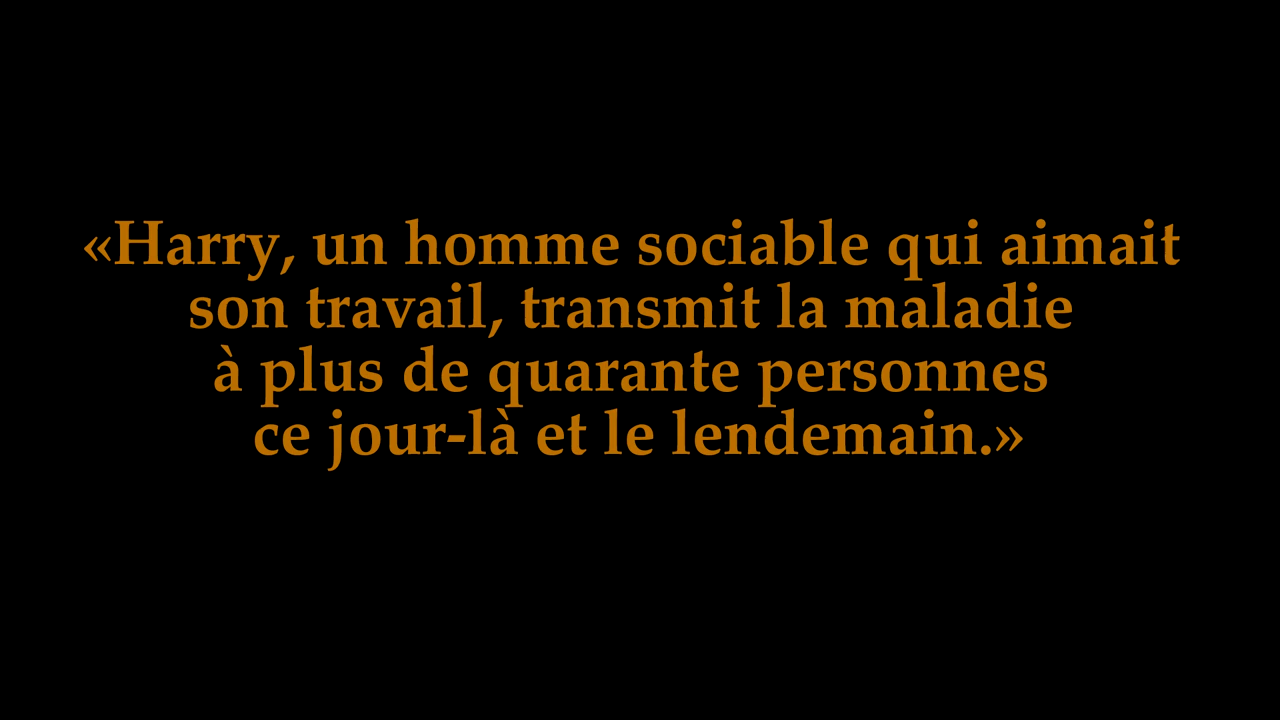 «Harry, un homme sociable qui aimait
son travail, transmit la maladie
à plus de quarante personnes
ce jour-là et le lendemain.»